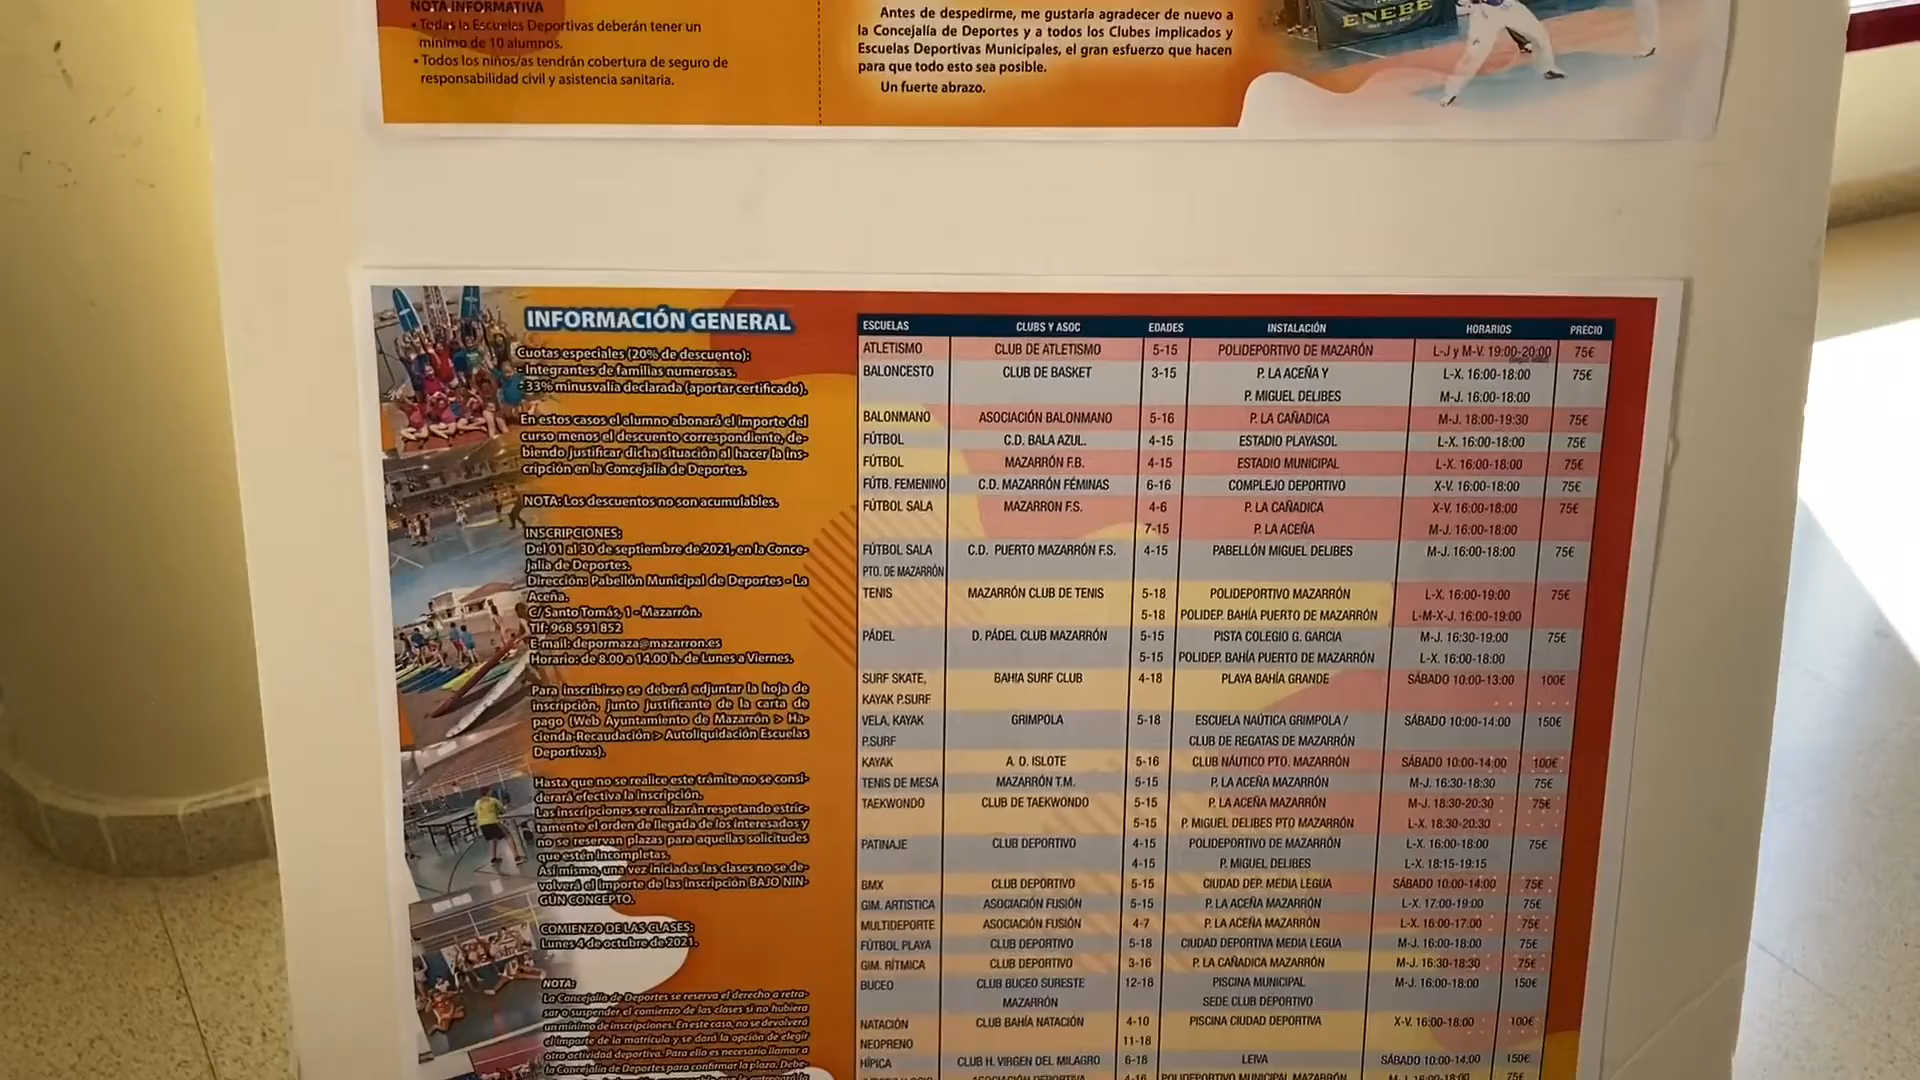 NOTA INFORMATIVA
• Todas la Escuelas Deportivas deberán tener un
mínimo de 10 alumnos.
• Todos los niños/as tendrán cobertura de seguro de
responsabilidad civil y asistencia sanitaria.
Antes de despedirme, me gustaría agradecer de nuevo a
la Concejalía de Deportes y a todos los Clubes implicados y
Escuelas Deportivas Municipales, el gran esfuerzo que hacen
para que todo esto sea posible.
Un fuerte abrazo.
ENEBE
INFORMACIÓN GENERAL
Cuotas especiales (20% de descuento):
- Integrantes de familias numerosas.
- 33% minusvalia declarada (aportar certificado).
En estos casos el alumno abonará el importe del
curso menos el descuento correspondiente, de-
biendo justificar dicha situación al hacer la ins-
cripción en la Concejalía de Deportes.
NOTA: Los descuentos no son acumulables.
INSCRIPCIONES:
Del 01 al 30 de septiembre de 2021, en la Conce-
jalía de Deportes.
Dirección: Pabellón Municipal de Deportes - La
Aceña.
C/ Santo Tomás, 1 - Mazarrón.
Tlf: 968 591 852
E-mail: depormaza@mazarron.es
Horario: de 8.00 a 14.00 h. de Lunes a Viernes.
Para inscribirse se deberá adjuntar la hoja de
inscripción, junto justificante de la carta de
pago (Web Ayuntamiento de Mazarrón > Ha-
cienda-Recaudación > Autoliquidación Escuelas
Deportivas).
Hasta que no se realice este trámite no se consi-
derará efectiva la inscripción.
Las inscripciones se realizarán respetando estric-
tamente el orden de llegada de los interesados y
no se reservan plazas para aquellas solicitudes
que estén incompletas.
Así mismo, una vez iniciadas las clases no se de-
volverá el importe de las inscripción BAJO NIN-
GÚN CONCEPTO.
COMIENZO DE LAS CLASES:
Lunes 4 de octubre de 2021.
NOTA:
La Concejalía de Deportes se reserva el derecho a retra-
sar o suspender el comienzo de las clases si no hubiera
un mínimo de inscripciones. En este caso, no se devolverá
el importe de la matrícula y se dará la opción de elegir
otra actividad deportiva. Para ello es necesario llamar a
la Concejalía de Deportes para confirmar la plaza. Debe-
ESCUELAS CLUBS Y ASOC EDADES INSTALACIÓN HORARIOS PRECIO
ATLETISMO CLUB DE ATLETISMO 5-15 POLIDEPORTIVO DE MAZARÓN L-J y M-V. 19:00-20:00 75€
BALONCESTO CLUB DE BASKET 3-15 P. LA ACEÑA Y L-X. 16:00-18:00 75€
P. MIGUEL DELIBES M-J. 16:00-18:00
BALONMANO ASOCIACIÓN BALONMANO 5-16 P. LA CAÑADICA M-J. 18:00-19:30 75€
FÚTBOL C.D. BALA AZUL. 4-15 ESTADIO PLAYASOL L-X. 16:00-18:00 75€
FÚTBOL MAZARRÓN F.B. 4-15 ESTADIO MUNICIPAL L-X. 16:00-18:00 75€
FÚTB. FEMENINO C.D. MAZARRÓN FÉMINAS 6-16 COMPLEJO DEPORTIVO X-V. 16:00-18:00 75€
FÚTBOL SALA MAZARRON F.S. 4-6 P. LA CAÑADICA X-V. 16:00-18:00 75€
7-15 P. LA ACEÑA M-J. 16:00-18:00
FÚTBOL SALA C.D. PUERTO MAZARRÓN F.S. 4-15 PABELLÓN MIGUEL DELIBES M-J. 16:00-18:00 75€
PTO. DE MAZARRÓN
TENIS MAZARRÓN CLUB DE TENIS 5-18 POLIDEPORTIVO MAZARRÓN L-X. 16:00-19:00 75€
5-18 POLIDEP. BAHÍA PUERTO DE MAZARRÓN L-M-X-J. 16:00-19:00
PÁDEL D. PÁDEL CLUB MAZARRÓN 5-15 PISTA COLEGIO G. GARCIA M-J. 16:30-19:00 75€
5-15 POLIDEP. BAHÍA PUERTO DE MAZARRÓN L-X. 16:00-18:00
SURF SKATE, BAHIA SURF CLUB 4-18 PLAYA BAHÍA GRANDE SÁBADO 10:00-13:00 100€
KAYAK P.SURF
VELA, KAYAK GRIMPOLA 5-18 ESCUELA NAÚTICA GRIMPOLA / SÁBADO 10:00-14:00 150€
P.SURF CLUB DE REGATAS DE MAZARRÓN
KAYAK A. O. ISLOTE 5-16 CLUB NÁUTICO PTO. MAZARRÓN SÁBADO 10:00-14:00 100€
TENIS DE MESA MAZARRÓN T.M. 5-15 P. LA ACEÑA MAZARRÓN M-J. 16:30-18:30 75€
TAEKWONDO CLUB DE TAEKWONDO 5-15 P. LA ACEÑA MAZARRÓN M-J. 18:30-20:30 75€
5-15 P. MIGUEL DELIBES PTO MAZARRÓN L-X. 18:30-20:30
PATINAJE CLUB DEPORTIVO 4-15 POLIDEPORTIVO DE MAZARRÓN L-X. 16:00-18:00 75€
4-15 P. MIGUEL DELIBES L-X. 18:15-19:15
BMX CLUB DEPORTIVO 5-15 CIUDAD DEP. MEDIA LEGUA SÁBADO 10:00-14:00 75€
GIM. ARTISTICA ASOCIACIÓN FUSIÓN 5-15 P. LA ACEÑA MAZARRÓN L-X. 17:00-19:00 75€
MULTIDEPORTE ASOCIACIÓN FUSIÓN 4-7 P. LA ACEÑA MAZARRÓN L-X. 16:00-17:00 75€
FÚTBOL PLAYA CLUB DEPORTIVO 5-18 CIUDAD DEPORTIVA MEDIA LEGUA M-J. 16:00-18:00 75€
GIM. RÍTMICA CLUB DEPORTIVO 3-16 P. LA CAÑADICA MAZARRÓN M-J. 16:30-18:30 75€
BUCEO CLUB BUCEO SURESTE 12-18 PISCINA MUNICIPAL M-J. 16:00-18:00 150€
MAZARRÓN SEDE CLUB DEPORTIVO
NATACIÓN CLUB BAHÍA NATACIÓN 4-10 PISCINA CIUDAD DEPORTIVA X-V. 16:00-18:00 100€
NEOPRENO 11-18
HÍPICA CLUB H. VIRGEN DEL MILAGRO 6-18 LEIVA SÁBADO 10:00-14:00 150€
ASOCIACIÓN DEPORTIVA 4-16 POLIDEPORTIVO MUNICIPAL MAZARRÓN M-J. 16:00-18:00 75€